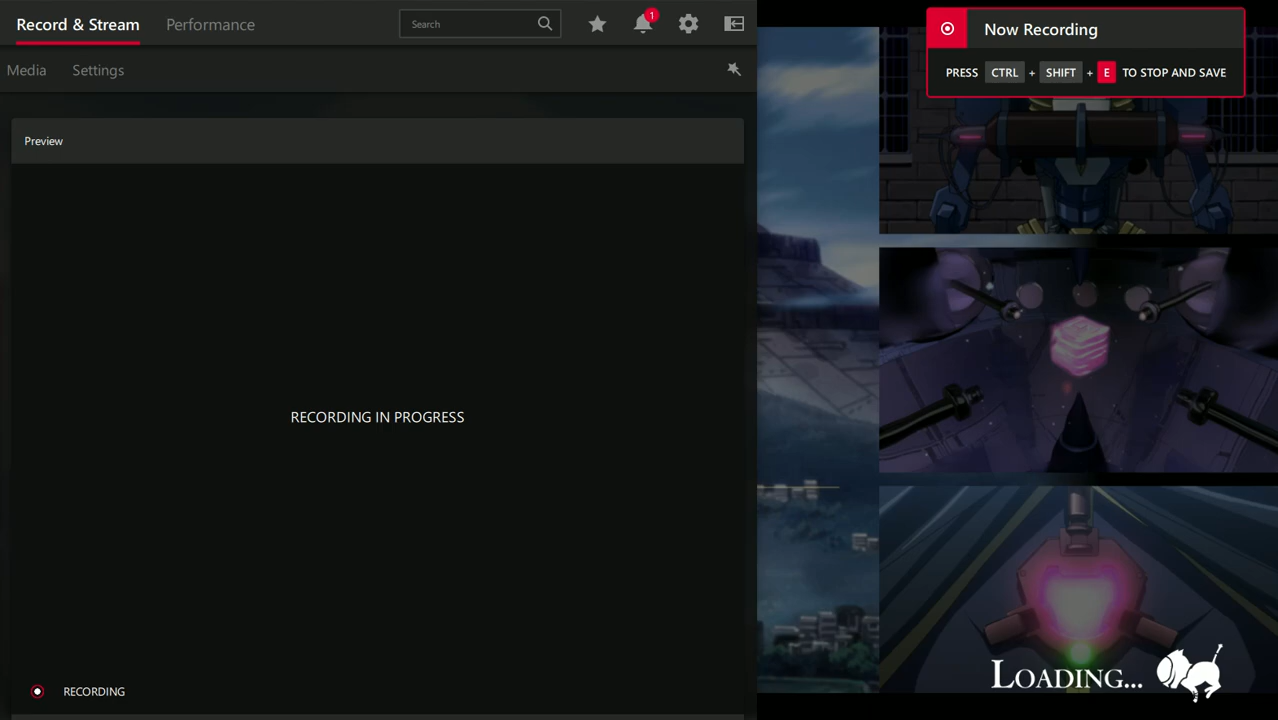 Record & Stream
Performance
Search
1
Media
Settings
Preview
RECORDING IN PROGRESS
RECORDING
Now Recording
PRESS CTRL + SHIFT + E TO STOP AND SAVE
LOADING...